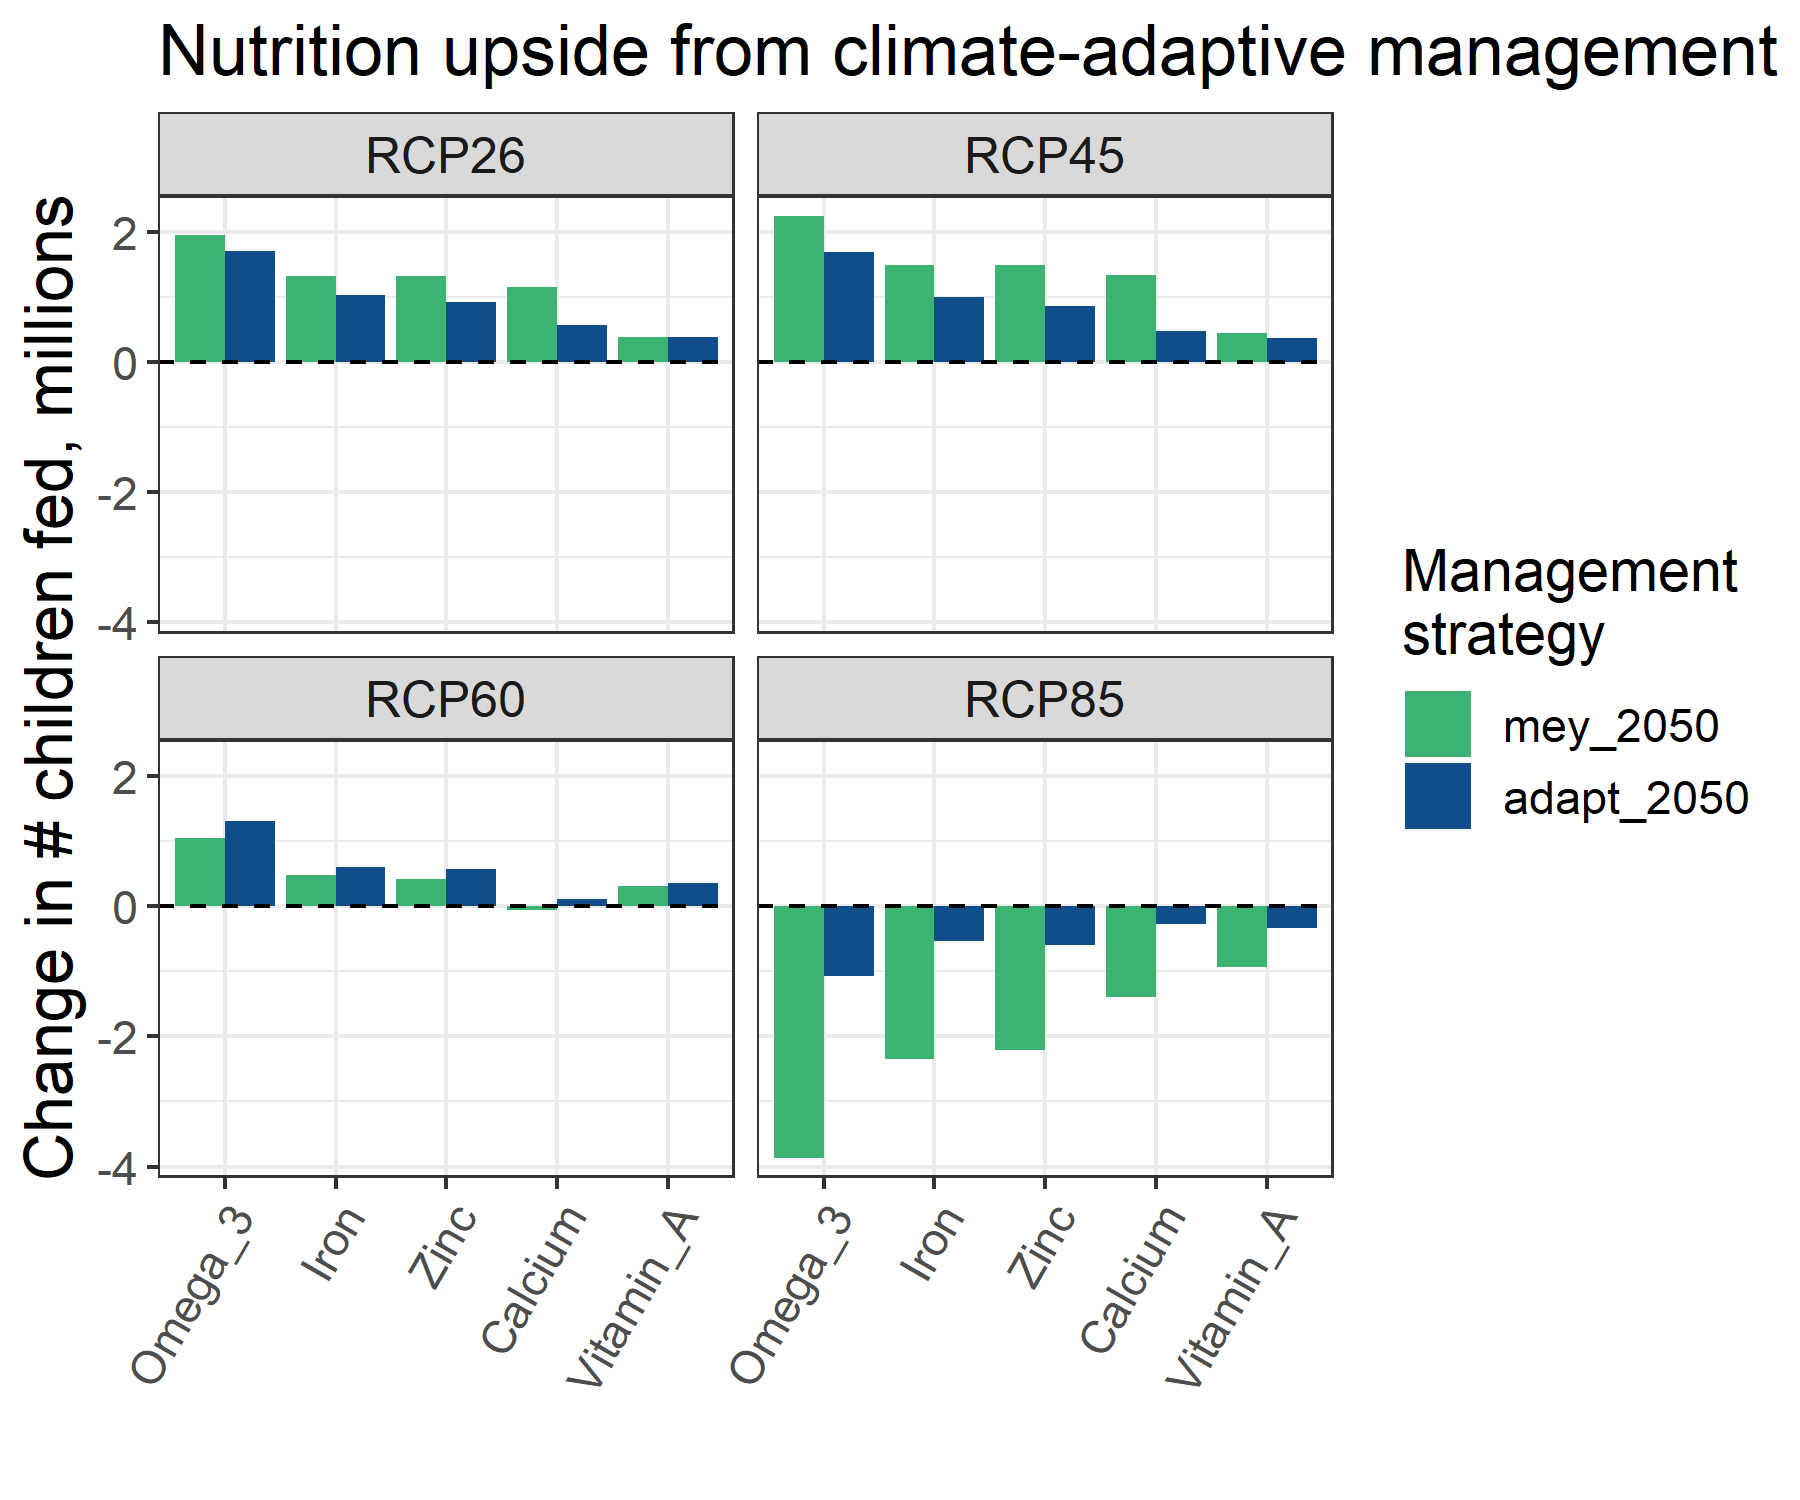 Nutrition upside from climate-adaptive management
Change in # children fed, millions
RCP26
RCP45
2
0
-2
-4
RCP60
RCP85
2
0
-2
-4
Omega_3
Iron
Zinc
Calcium
Vitamin_A
Omega_3
Iron
Zinc
Calcium
Vitamin_A
Management
strategy
mey_2050
adapt_2050